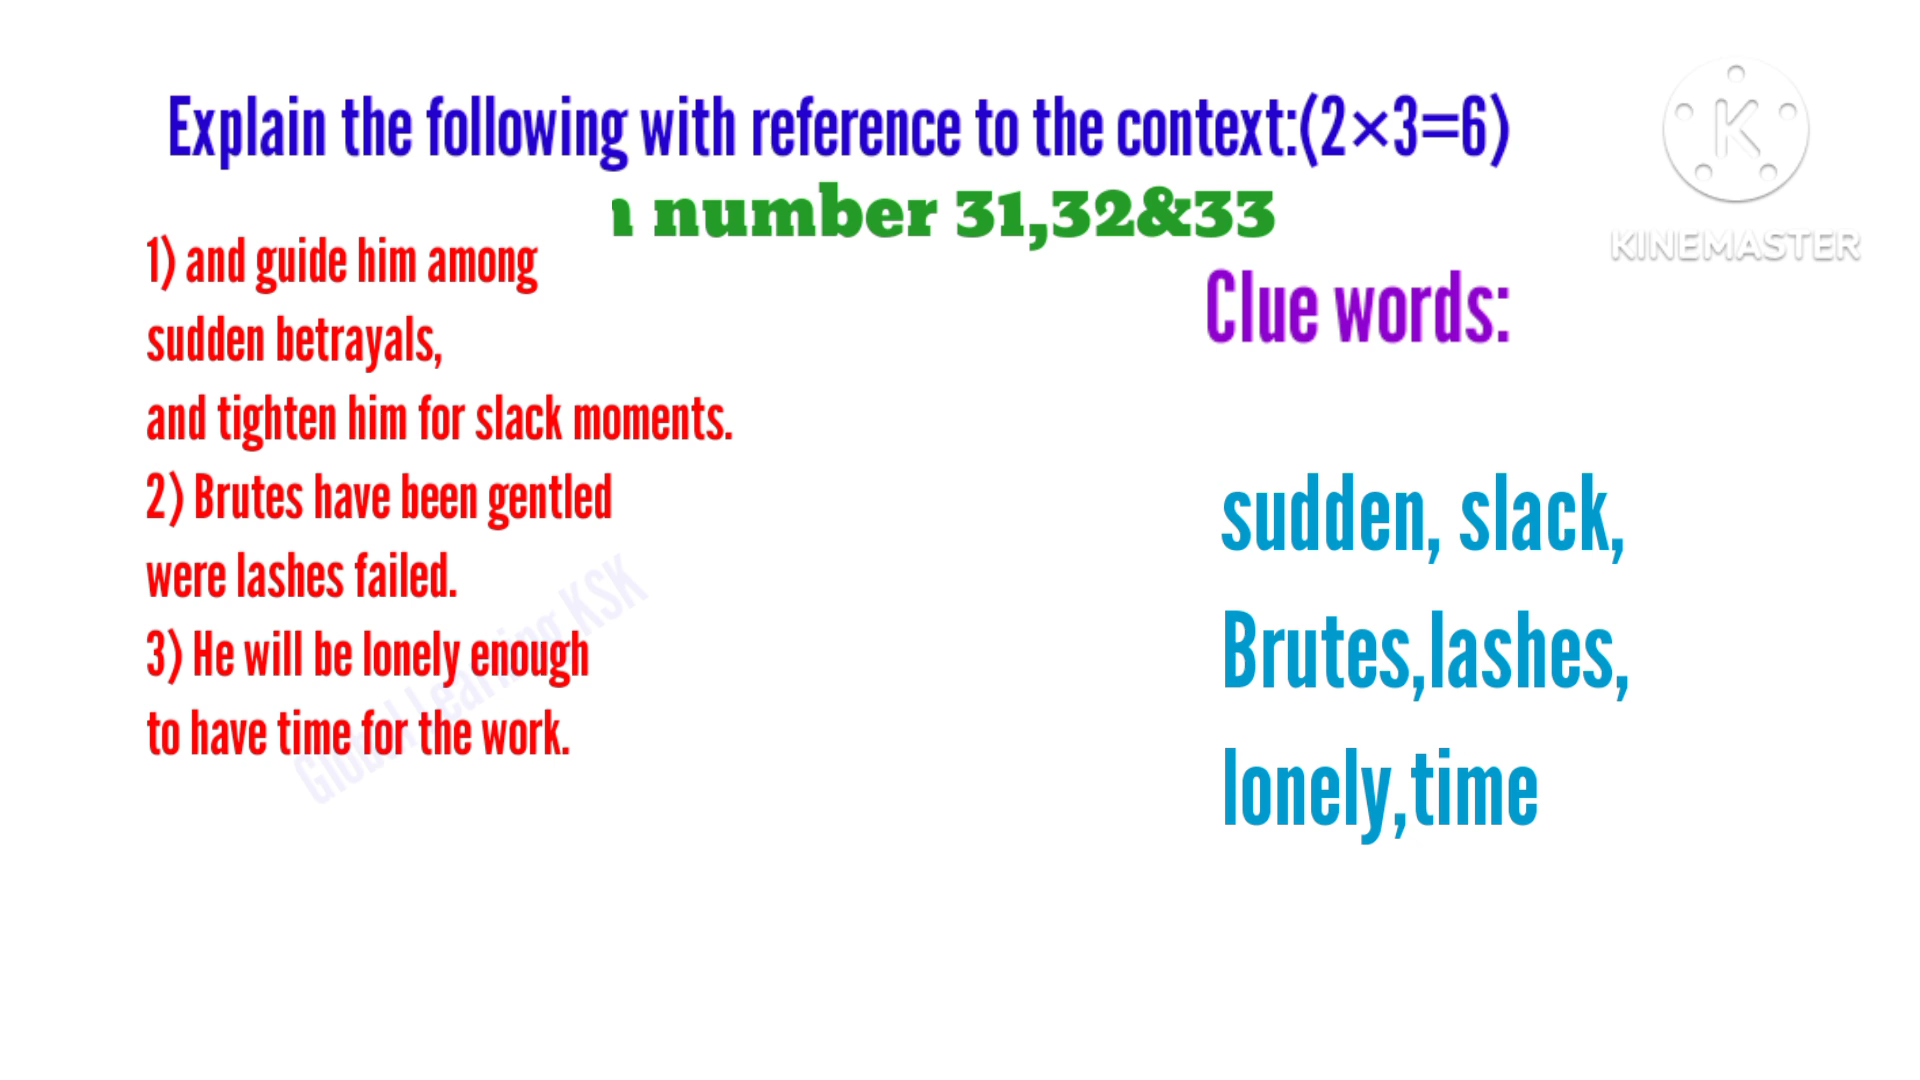 Explain the following with reference to the context:(2×3=6)
number 31,32&33
1) and guide him among
sudden betrayals,
and tighten him for slack moments.
2) Brutes have been gentled
were lashes failed.
3) He will be lonely enough
to have time for the work.
Clue words:
sudden, slack,
Brutes,lashes,
lonely,time
K
KINEMASTER
Global Learning KSK